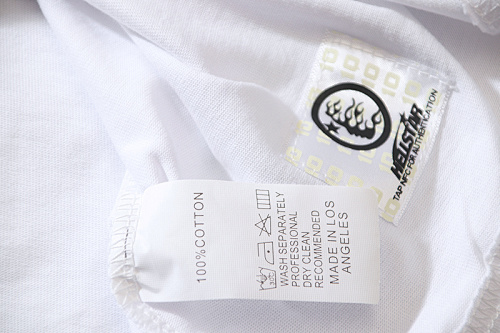 HELLSTAR
TAP NFC FOR AUTHENTICATION
100%COTTON
WASH SEPARATELY
PROFESSIONAL
DRY CLEAN
RECOMMENDED
MADE IN LOS
ANGELES